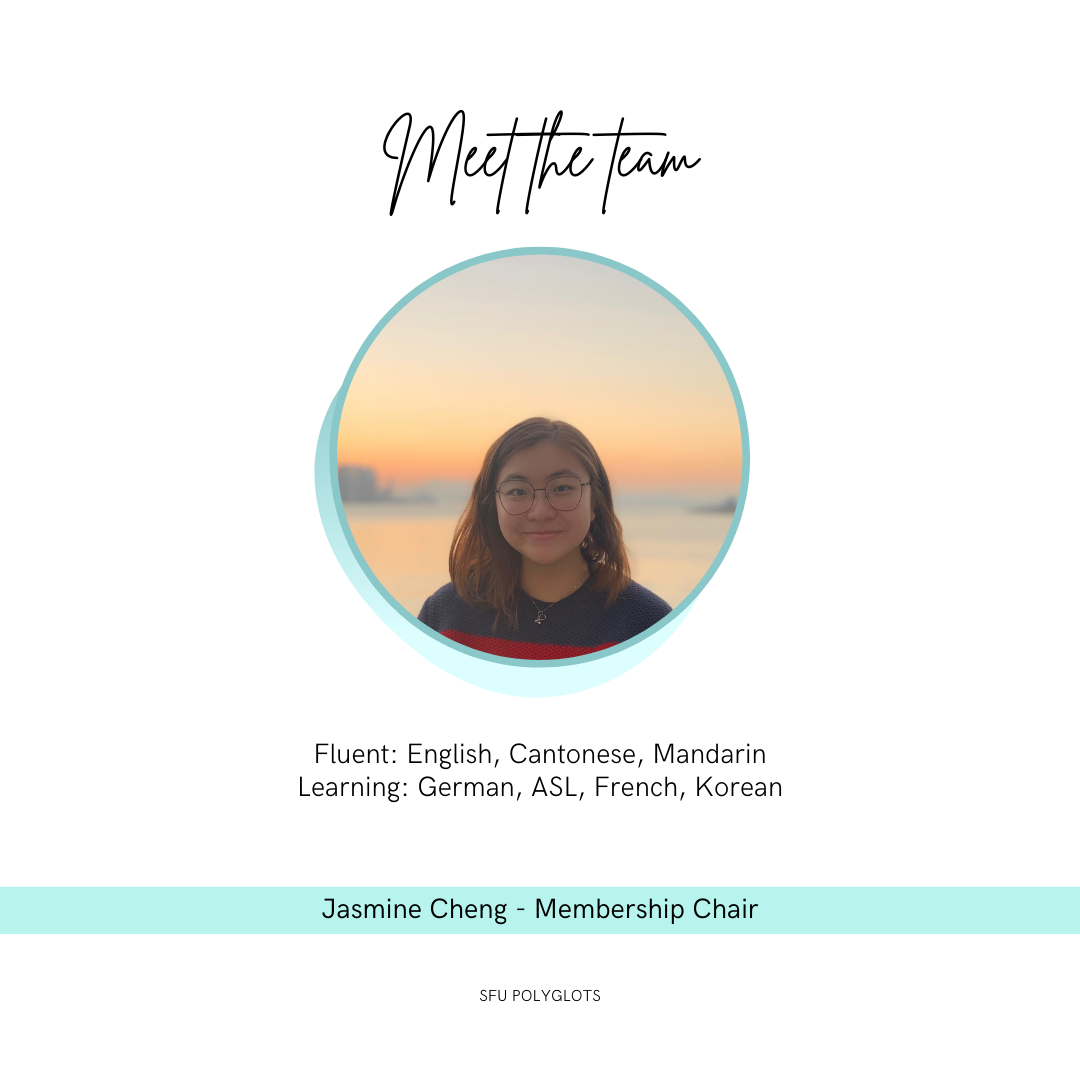 Meet the team
Fluent: English, Cantonese, Mandarin
Learning: German, ASL, French, Korean
Jasmine Cheng - Membership Chair
SFU POLYGLOTS